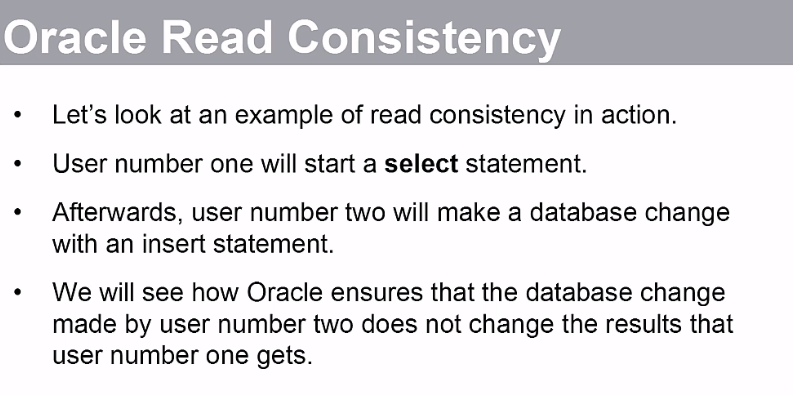 Oracle Read Consistency
• Let's look at an example of read consistency in action.
• User number one will start a select statement.
• Afterwards, user number two will make a database change
with an insert statement.
• We will see how Oracle ensures that the database change
made by user number two does not change the results that
user number one gets.